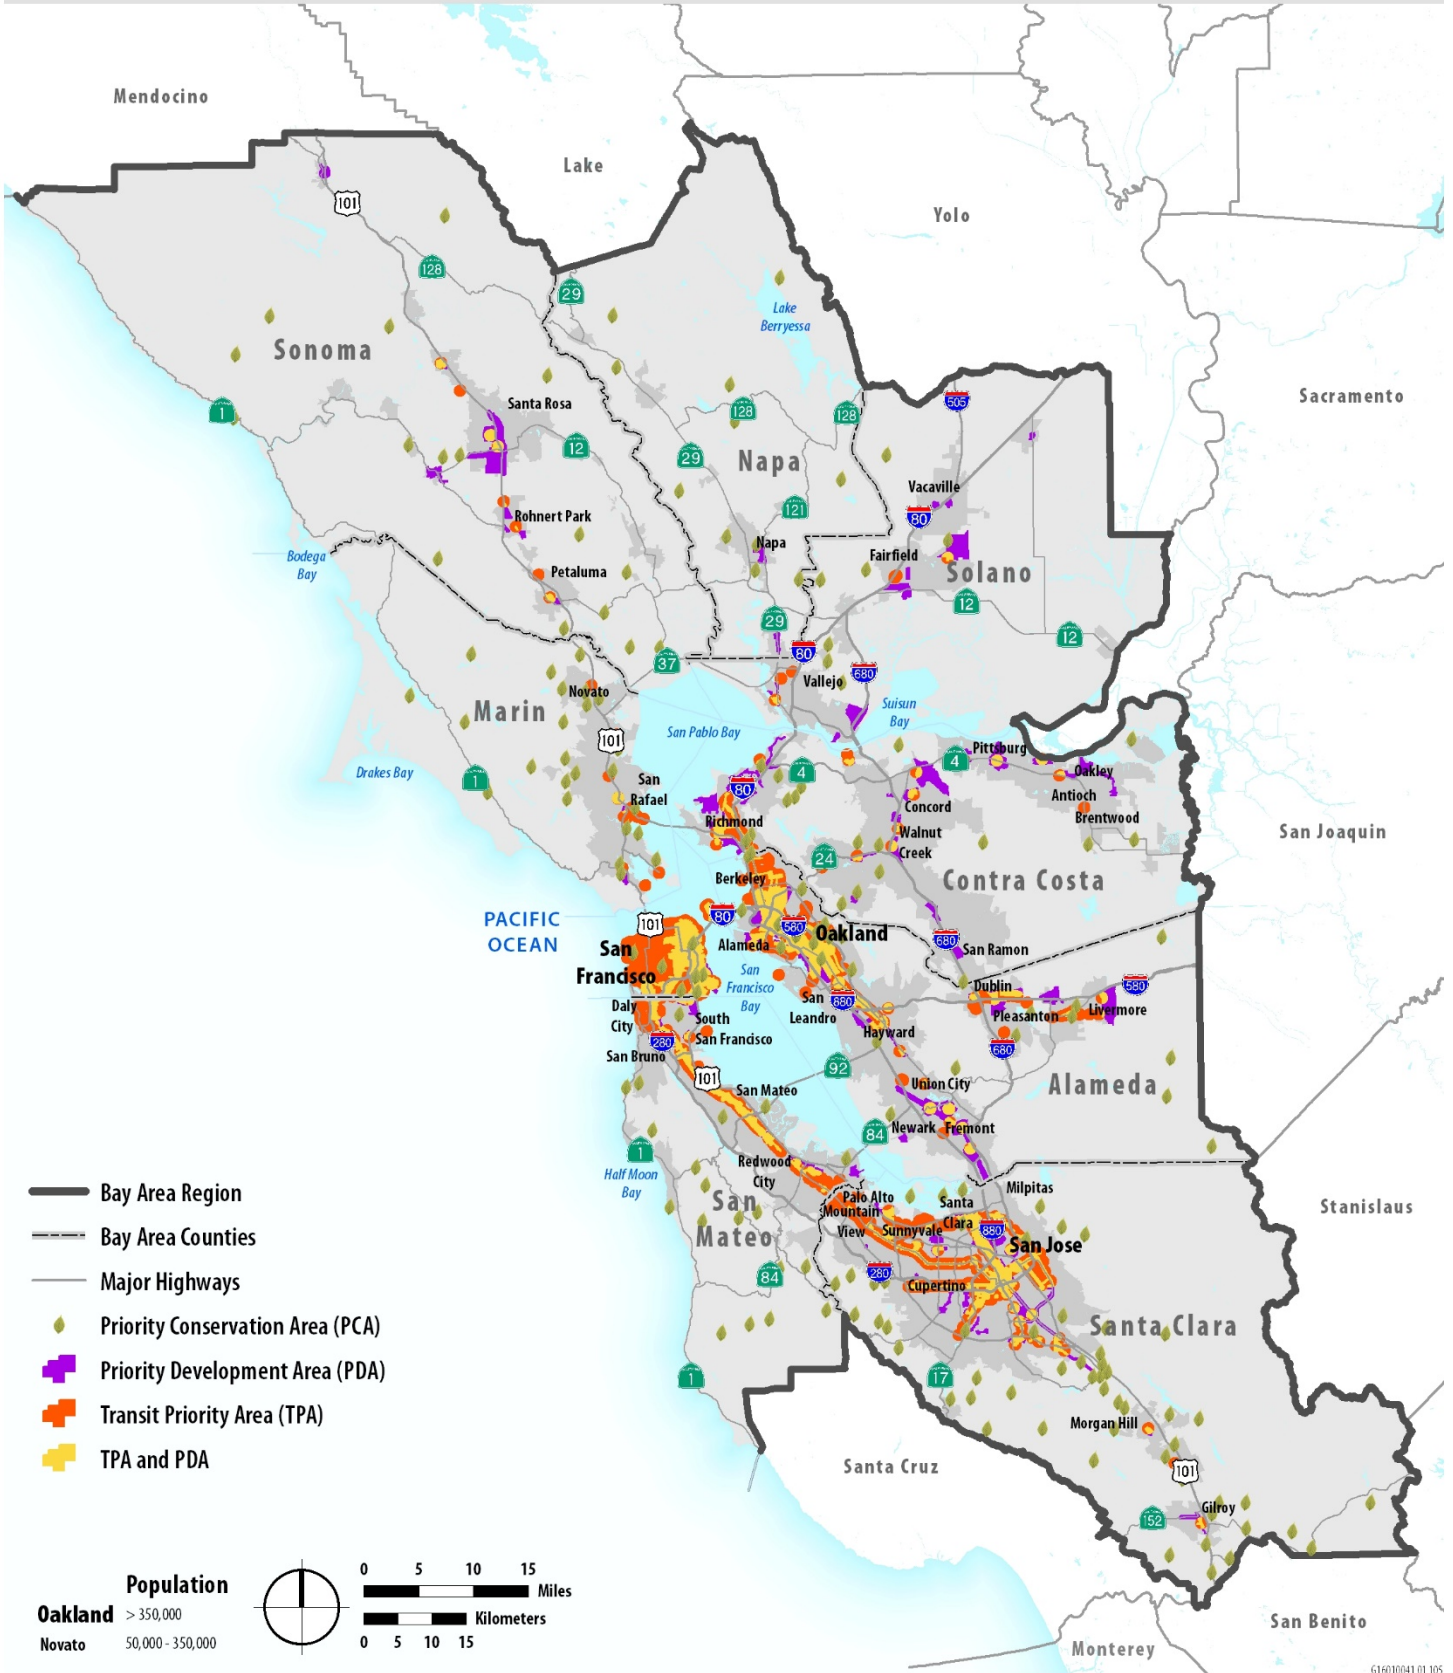 Mendocino
Lake
Yolo
101
128
29
Lake
Berryessa
Sonoma
Sacramento
505
1
Santa Rosa
128
128
12
29
Napa
Vacaville
121
80
Rohnert Park
Napa
Fairfield
Bodega
Bay
Petaluma
Solano
12
29
12
80
37
Vallejo
680
Novato
Marin
Suisun
Bay
San Pablo Bay
101
Pittsburg
4
4
Drakes Bay
1
San
Rafael
80
Oakley
Concord
Antioch
Richmond
Brentwood
Walnut
Creek
San Joaquin
24
Berkeley
Contra Costa
PACIFIC
OCEAN
101
80
580
Oakland
Alameda
680
San Ramon
San
Francisco
San
Francisco
Bay
Dublin
580
San
Leandro
880
Livermore
Daly
City
South
San Francisco
Pleasanton
Hayward
280
San Bruno
680
92
101
San Mateo
Union City
Alameda
84
Newark
Fremont
1
Half Moon
Bay
Redwood
City
Milpitas
Palo Alto
Santa
Clara
San
Mateo
Mountain
View
Sunnyvale
880
San Jose
Stanislaus
84
280
Cupertino
Santa Clara
1
17
Morgan Hill
Santa Cruz
101
152
Gilroy
San Benito
Monterey
Bay Area Region
Bay Area Counties
Major Highways
Priority Conservation Area (PCA)
Priority Development Area (PDA)
Transit Priority Area (TPA)
TPA and PDA
Population
Oakland > 350,000
Novato 50,000 - 350,000
0 5 10 15
Miles
Kilometers
0 5 10 15
G16010041.01 105